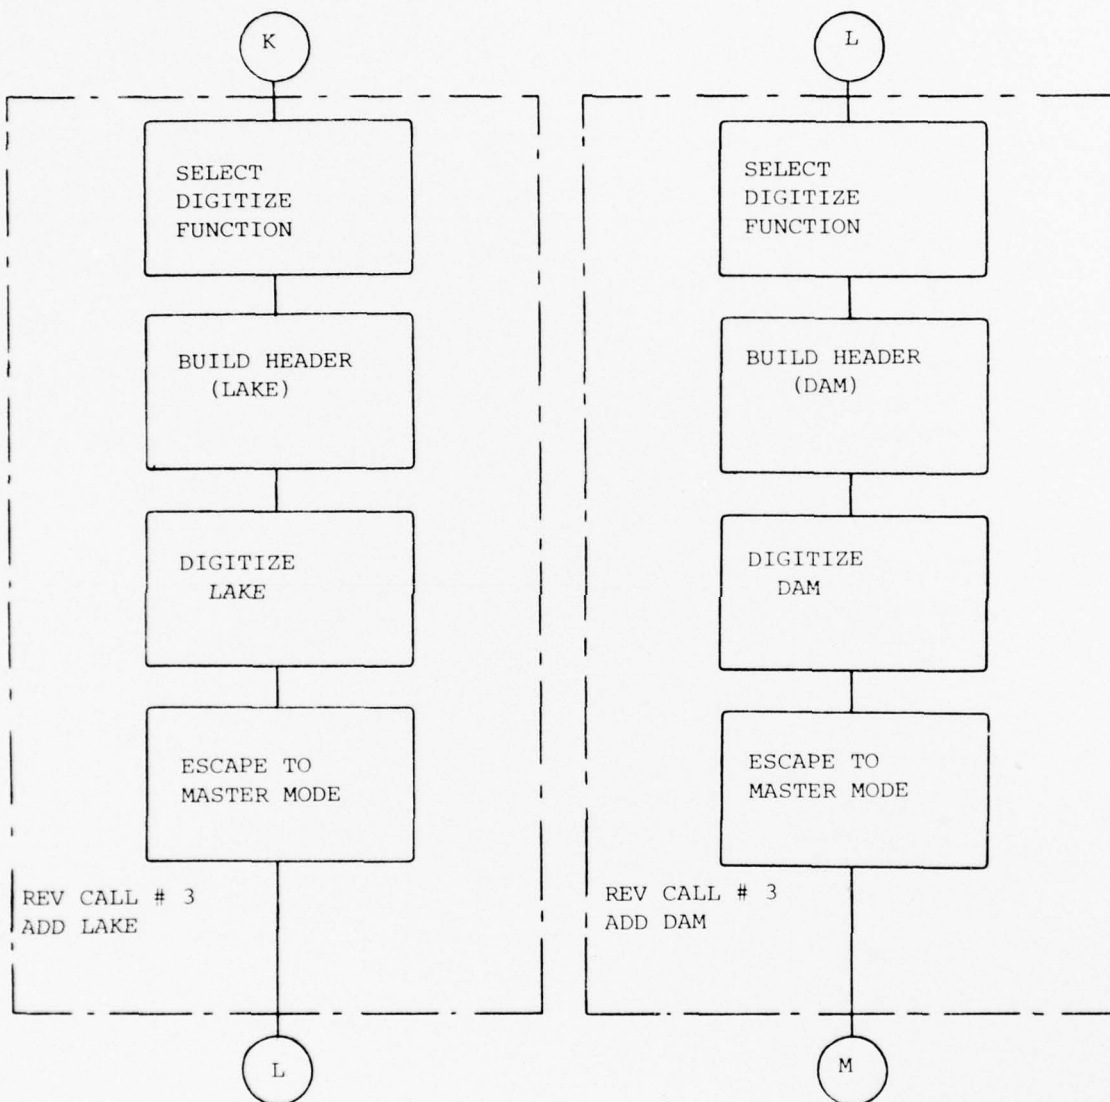 K
SELECT
DIGITIZE
FUNCTION
BUILD HEADER
(LAKE)
DIGITIZE
LAKE
ESCAPE TO
MASTER MODE
REV CALL # 3
ADD LAKE
L
L
SELECT
DIGITIZE
FUNCTION
BUILD HEADER
(DAM)
DIGITIZE
DAM
ESCAPE TO
MASTER MODE
REV CALL # 3
ADD DAM
M